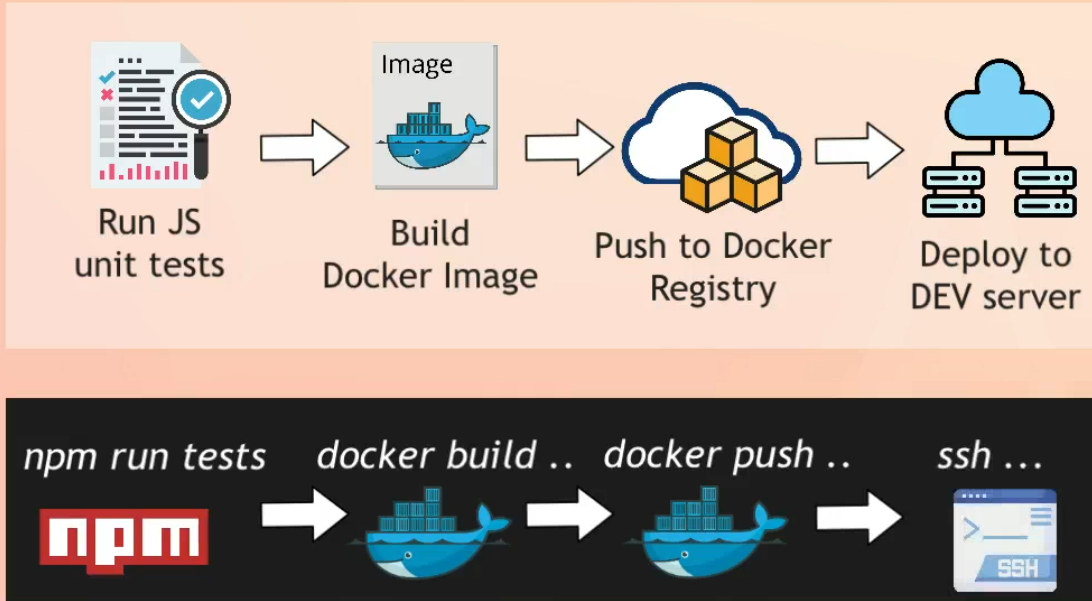 Image
Run JS
unit tests
Build
Docker Image
Push to Docker
Registry
Deploy to
DEV server
npm run tests
docker build ..
docker push ..
ssh ...
npm
SSH